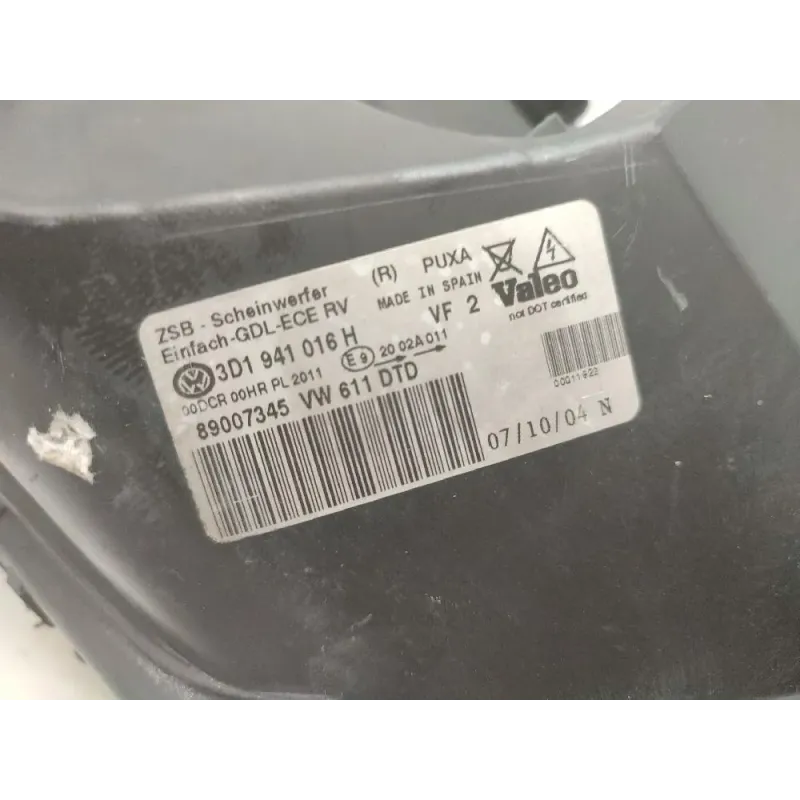 ZSB - Scheinwerfer (R) PUXA
Einfach-GDL-ECE RV MADE IN SPAIN Valeo
3D1 941 016 H VF 2 not DOT certified
00DCR 00HR PL 2011 E9 20 02A 011
89007345 VW 611 DTD
07/10/04 N